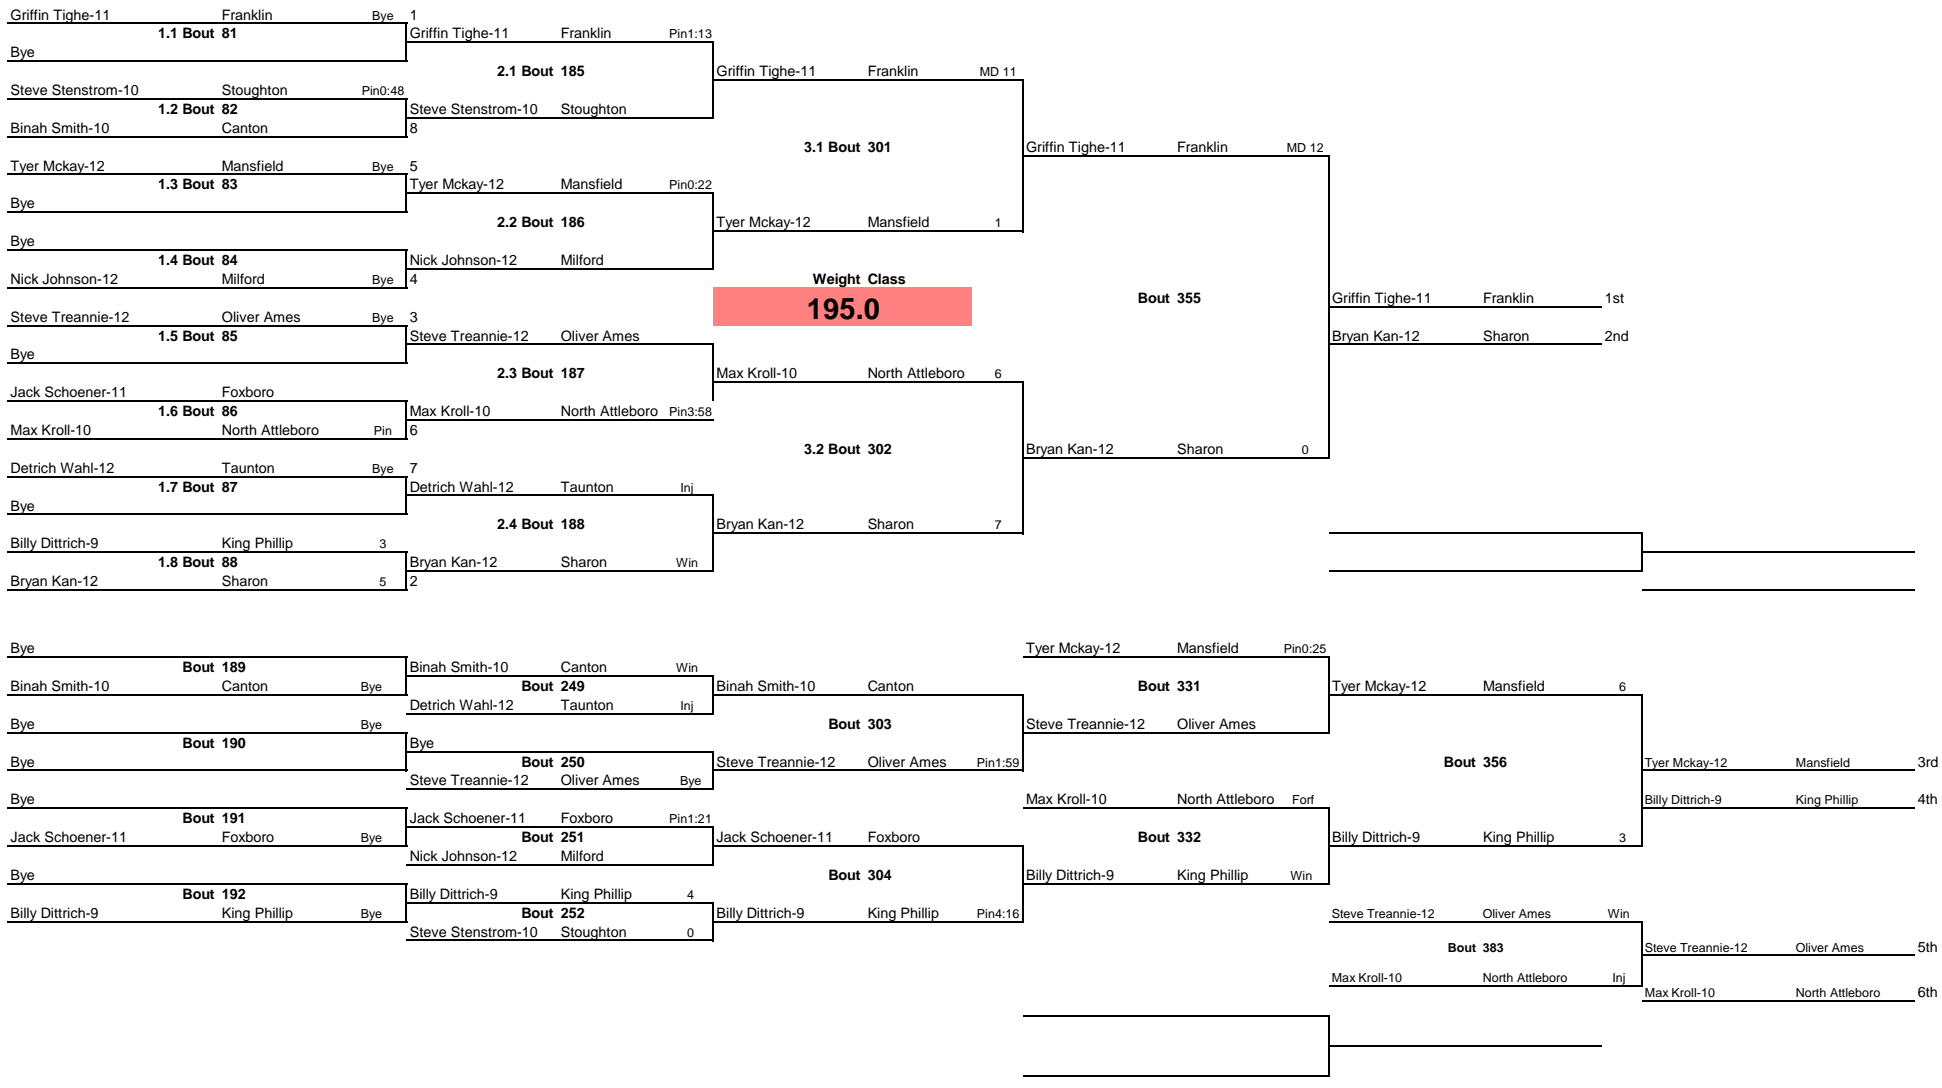 Griffin Tighe-11 Franklin Bye 1
1.1 Bout 81
Griffin Tighe-11 Franklin Pin1:13
Bye
2.1 Bout 185
Griffin Tighe-11 Franklin MD 11
Steve Stenstrom-10 Stoughton Pin0:48
1.2 Bout 82
Steve Stenstrom-10 Stoughton
Binah Smith-10 Canton 8
3.1 Bout 301
Griffin Tighe-11 Franklin MD 12
Tyer Mckay-12 Mansfield Bye 5
1.3 Bout 83
Tyer Mckay-12 Mansfield Pin0:22
Bye
2.2 Bout 186
Tyer Mckay-12 Mansfield 1
Bye
1.4 Bout 84
Nick Johnson-12 Milford
Nick Johnson-12 Milford Bye 4
Weight Class
195.0
Bout 355
Griffin Tighe-11 Franklin 1st
Steve Treannie-12 Oliver Ames Bye 3
1.5 Bout 85
Steve Treannie-12 Oliver Ames
Bryan Kan-12 Sharon 2nd
Bye
2.3 Bout 187
Max Kroll-10 North Attleboro 6
Jack Schoener-11 Foxboro
1.6 Bout 86
Max Kroll-10 North Attleboro Pin3:58
Max Kroll-10 North Attleboro Pin 6
3.2 Bout 302
Bryan Kan-12 Sharon 0
Detrich Wahl-12 Taunton Bye 7
1.7 Bout 87
Detrich Wahl-12 Taunton Inj
Bye
2.4 Bout 188
Bryan Kan-12 Sharon 7
Billy Dittrich-9 King Phillip 3
1.8 Bout 88
Bryan Kan-12 Sharon Win
Bryan Kan-12 Sharon 5 2
Bye
Tyer Mckay-12 Mansfield Pin0:25
Bout 189
Binah Smith-10 Canton Win
Binah Smith-10 Canton Bye
Bout 249
Binah Smith-10 Canton
Bout 331
Tyer Mckay-12 Mansfield 6
Detrich Wahl-12 Taunton Inj
Bye Bye
Bout 303
Steve Treannie-12 Oliver Ames
Bout 190
Bye
Bye
Bout 250
Steve Treannie-12 Oliver Ames Pin1:59
Bout 356
Tyer Mckay-12 Mansfield 3rd
Steve Treannie-12 Oliver Ames Bye
Bye
Max Kroll-10 North Attleboro Forf
Billy Dittrich-9 King Phillip 4th
Bout 191
Jack Schoener-11 Foxboro Pin1:21
Jack Schoener-11 Foxboro Bye
Bout 251
Jack Schoener-11 Foxboro
Bout 332
Billy Dittrich-9 King Phillip 3
Nick Johnson-12 Milford
Bye
Bout 304
Billy Dittrich-9 King Phillip Win
Bout 192
Billy Dittrich-9 King Phillip 4
Billy Dittrich-9 King Phillip Bye
Bout 252
Billy Dittrich-9 King Phillip Pin4:16
Steve Treannie-12 Oliver Ames Win
Steve Stenstrom-10 Stoughton 0
Bout 383
Steve Treannie-12 Oliver Ames 5th
Max Kroll-10 North Attleboro Inj
Max Kroll-10 North Attleboro 6th